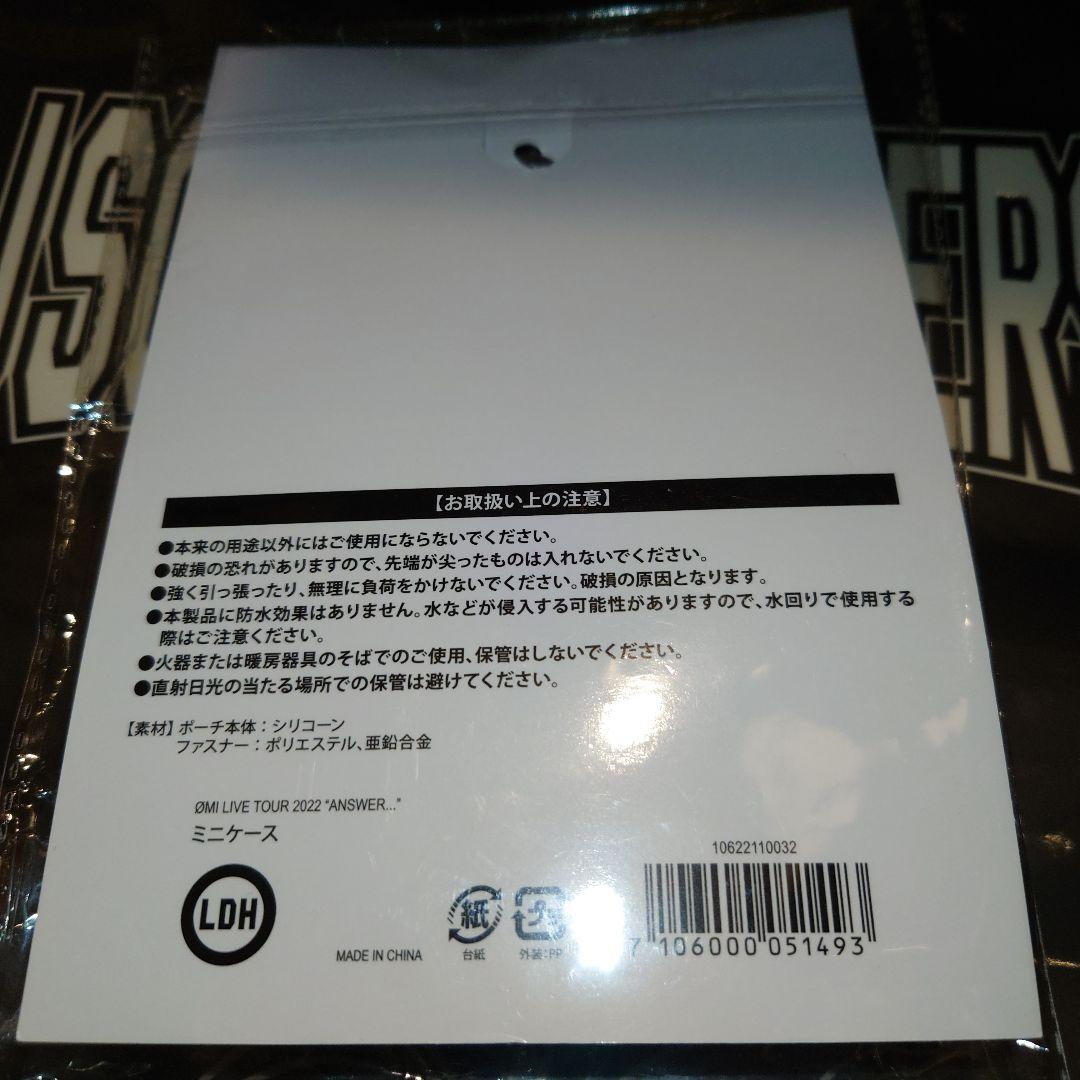 【お取扱い上の注意】
●本来の用途以外にはご使用にならないでください。
●破損の恐れがありますので、先端が尖ったものは入れないでください。
●強く引っ張ったり、無理に負荷をかけないでください。破損の原因となります。
●本製品に防水効果はありません。水などが侵入する可能性がありますので、水回りで使用する
際はご注意ください。
●火器または暖房器具のそばでのご使用、保管はしないでください。
●直射日光の当たる場所での保管は避けてください。
【素材】ポーチ本体：シリコーン
ファスナー：ポリエステル、亜鉛合金
ØMI LIVE TOUR 2022 “ANSWER...”
ミニケース
10622110032
LDH
MADE IN CHINA
紙
台紙
プラ
外装:PP
7 106000 051493